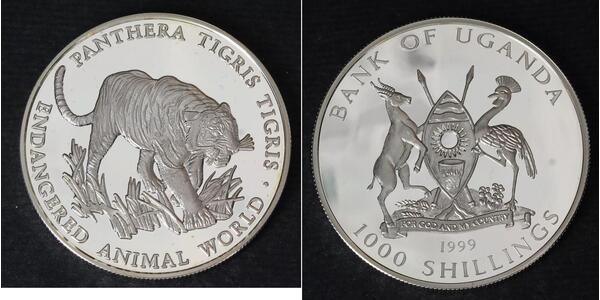 PANTHERA TIGRIS TIGRIS ·
ENDANGERED ANIMAL WORLD ·
BANK OF UGANDA
FOR GOD AND MY COUNTRY
1999
1000 SHILLINGS